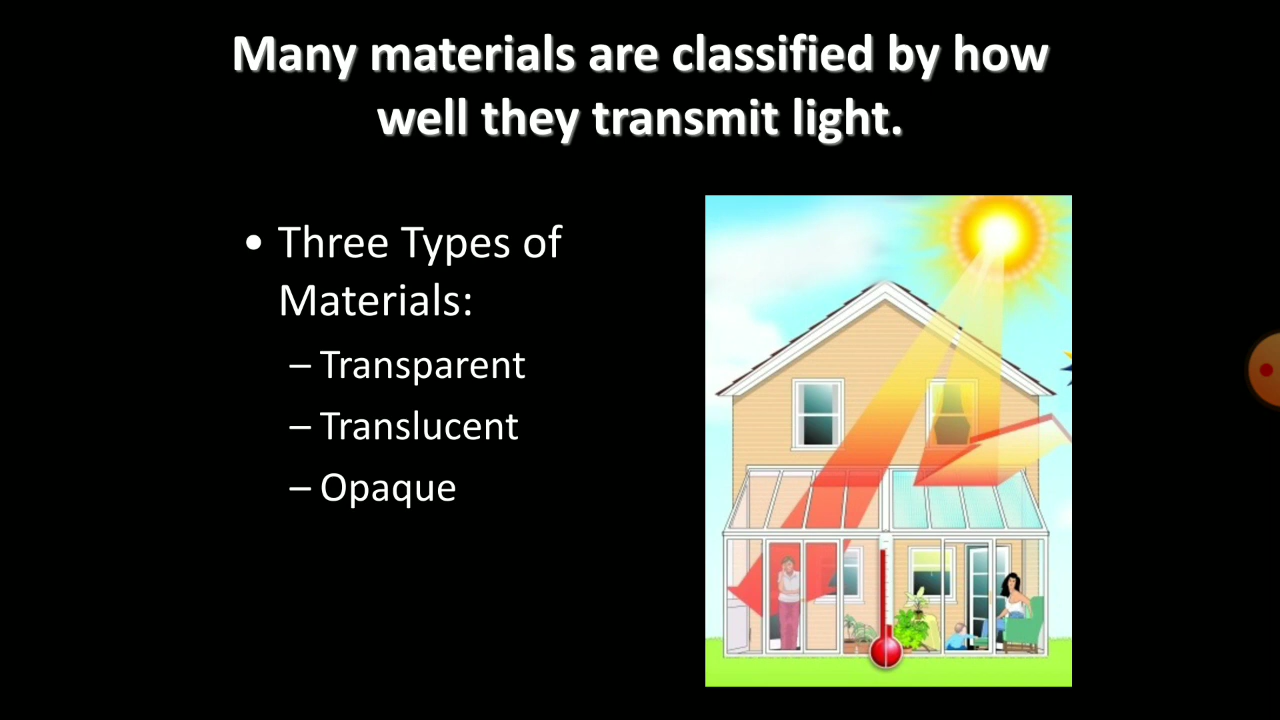 Many materials are classified by how
well they transmit light.
• Three Types of
Materials:
– Transparent
– Translucent
– Opaque